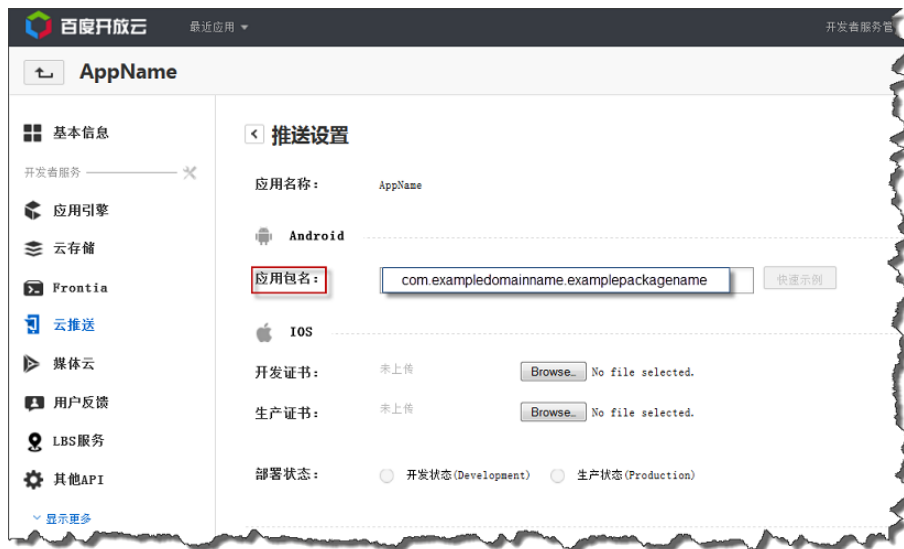 百度开放云 最近应用 开发者服务管
AppName
基本信息
开发者服务
应用引擎
云存储
Frontia
云推送
媒体云
用户反馈
LBS服务
其他API
显示更多
推送设置
应用名称： AppName
Android
应用包名： com.exampledomainname.examplepackagename 快速示例
IOS
开发证书： 未上传 Browse_ No file selected.
生产证书： 未上传 Browse_ No file selected.
部署状态： 开发状态(Development) 生产状态(Production)